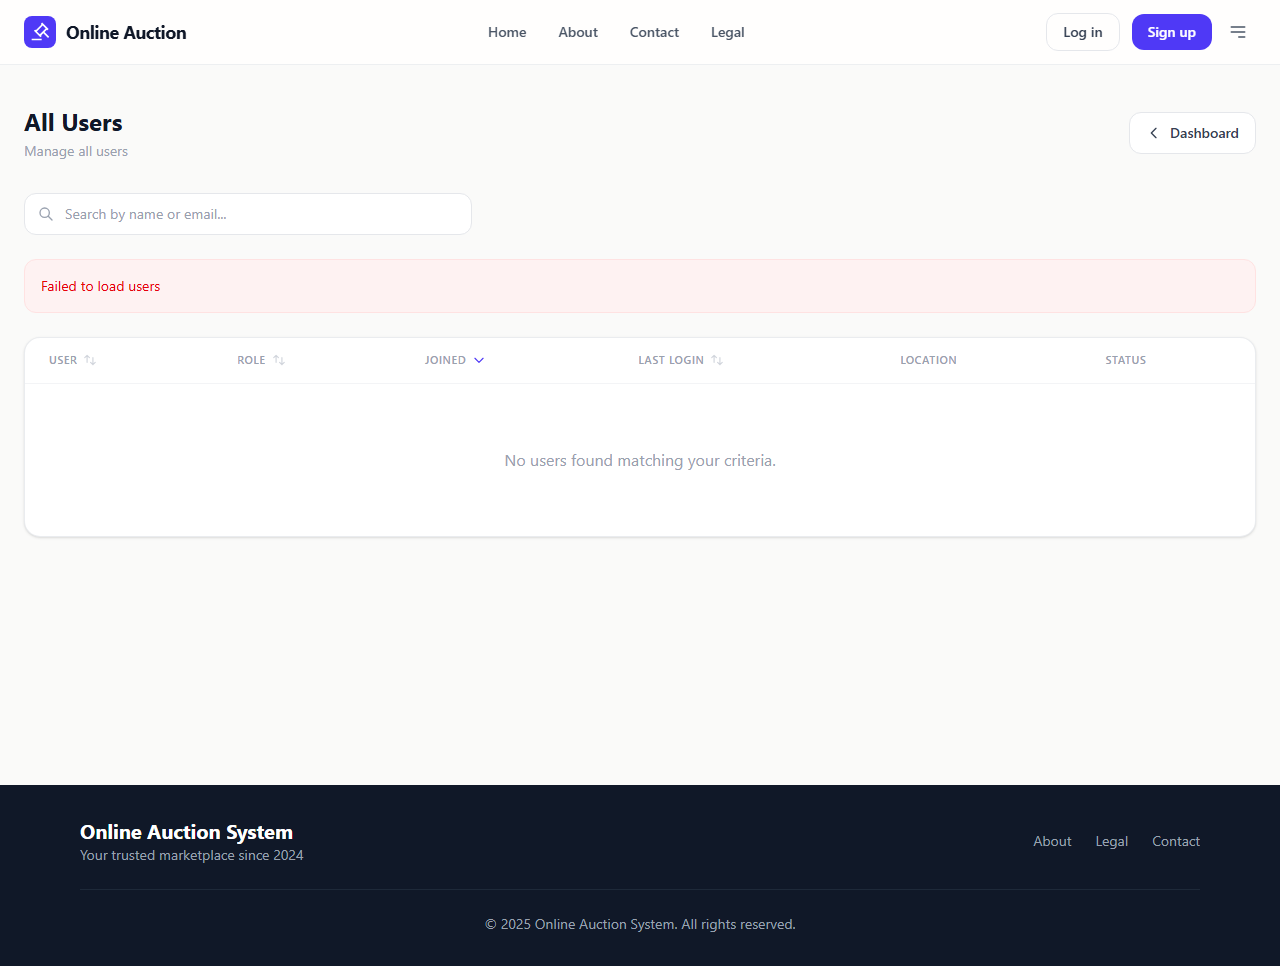 Online Auction
Home About Contact Legal
Log in
Sign up
All Users
Manage all users
Dashboard
Search by name or email...
Failed to load users
USER ROLE JOINED LAST LOGIN LOCATION STATUS
No users found matching your criteria.
Online Auction System
Your trusted marketplace since 2024
About Legal Contact
© 2025 Online Auction System. All rights reserved.